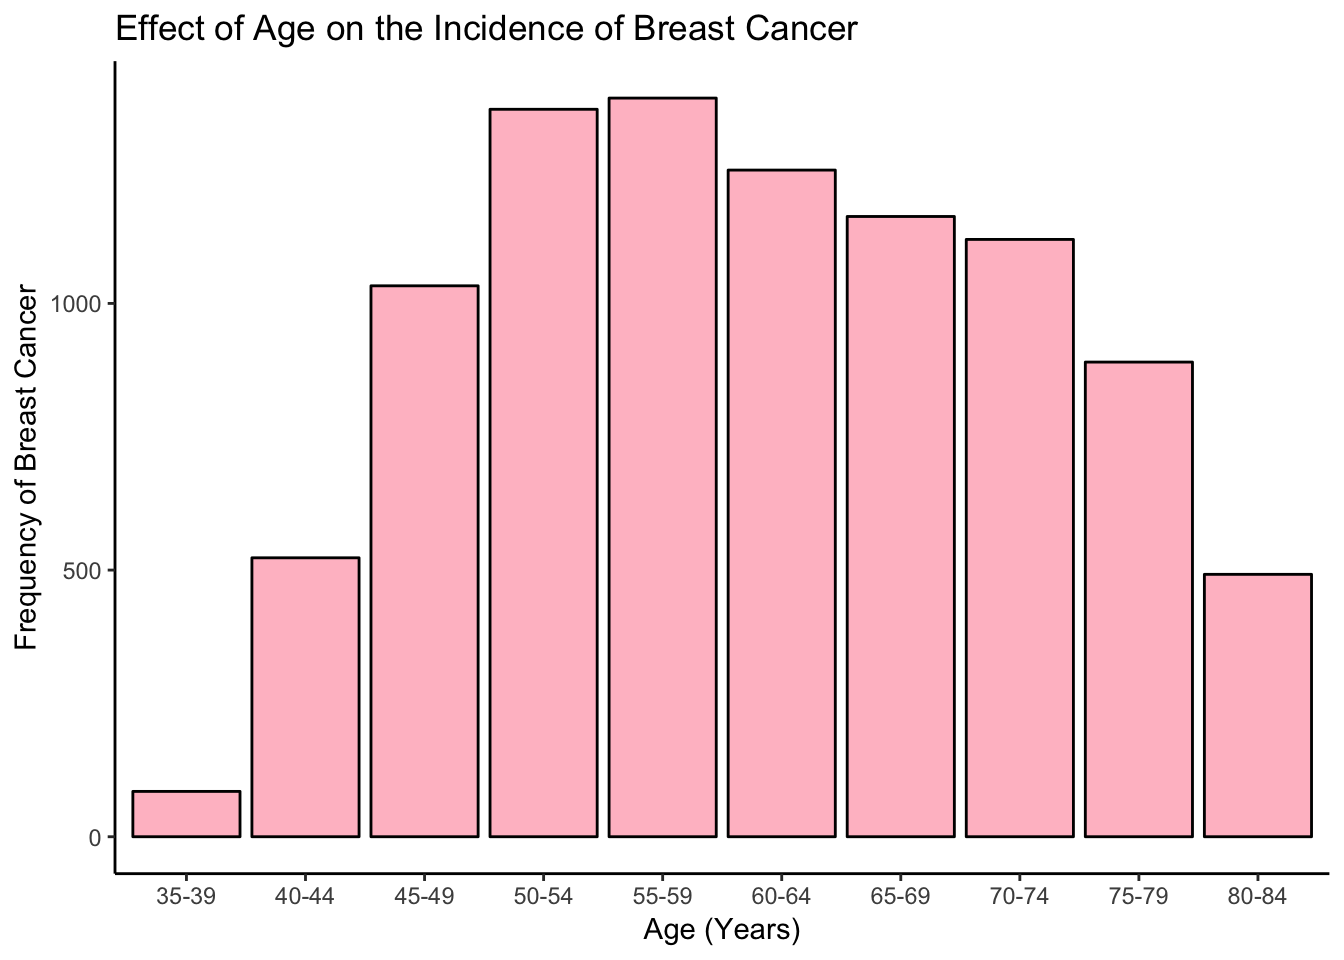 Effect of Age on the Incidence of Breast Cancer
Frequency of Breast Cancer
1000
500
0
35-39 40-44 45-49 50-54 55-59 60-64 65-69 70-74 75-79 80-84
Age (Years)